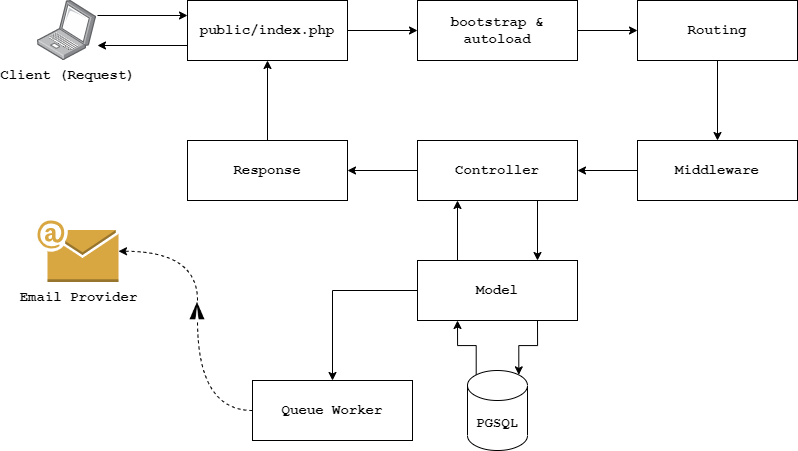 public/index.php
bootstrap &
autoload
Routing
Client (Request)
Response
Controller
Middleware
@
Email Provider
Model
Queue Worker
PGSQL